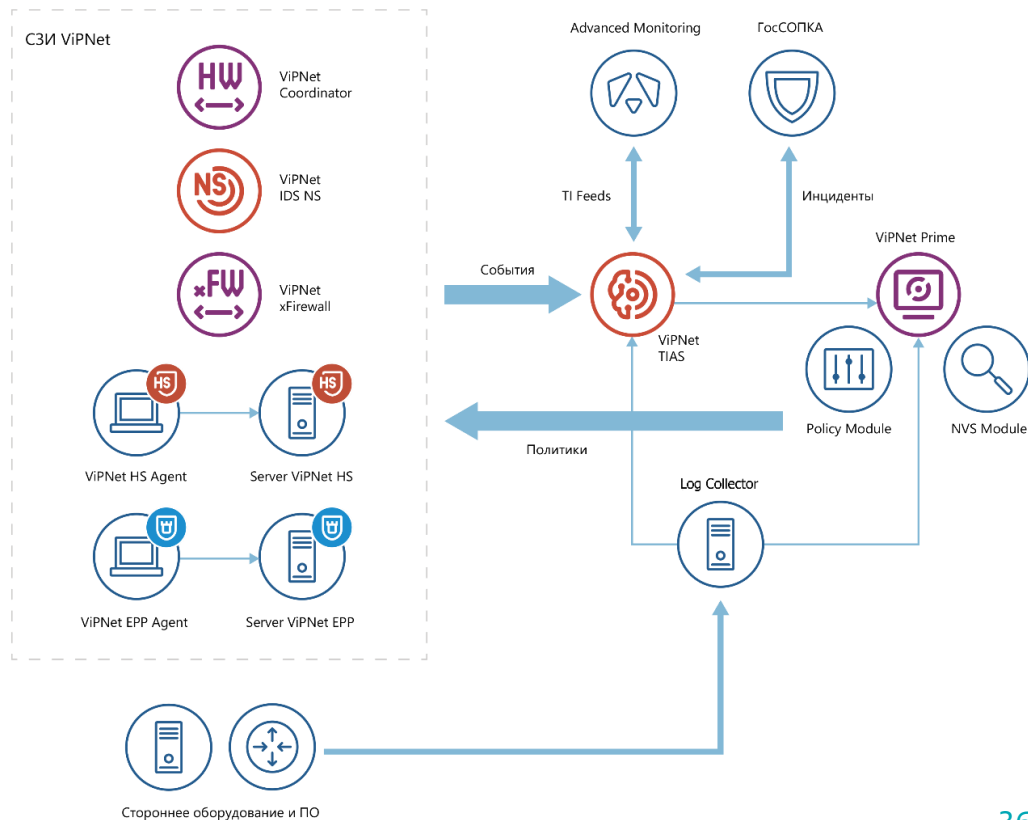 СЗИ ViPNet
HW
ViPNet
Coordinator
NS
ViPNet
IDS NS
xFW
ViPNet
xFirewall
HS
HS
ViPNet HS Agent
Server ViPNet HS
ViPNet EPP Agent
Server ViPNet EPP
Advanced Monitoring
ГосСОПКА
TI Feeds
Инциденты
События
ViPNet Prime
ViPNet
TIAS
Policy Module
NVS Module
Политики
Log Collector
Стороннее оборудование и ПО